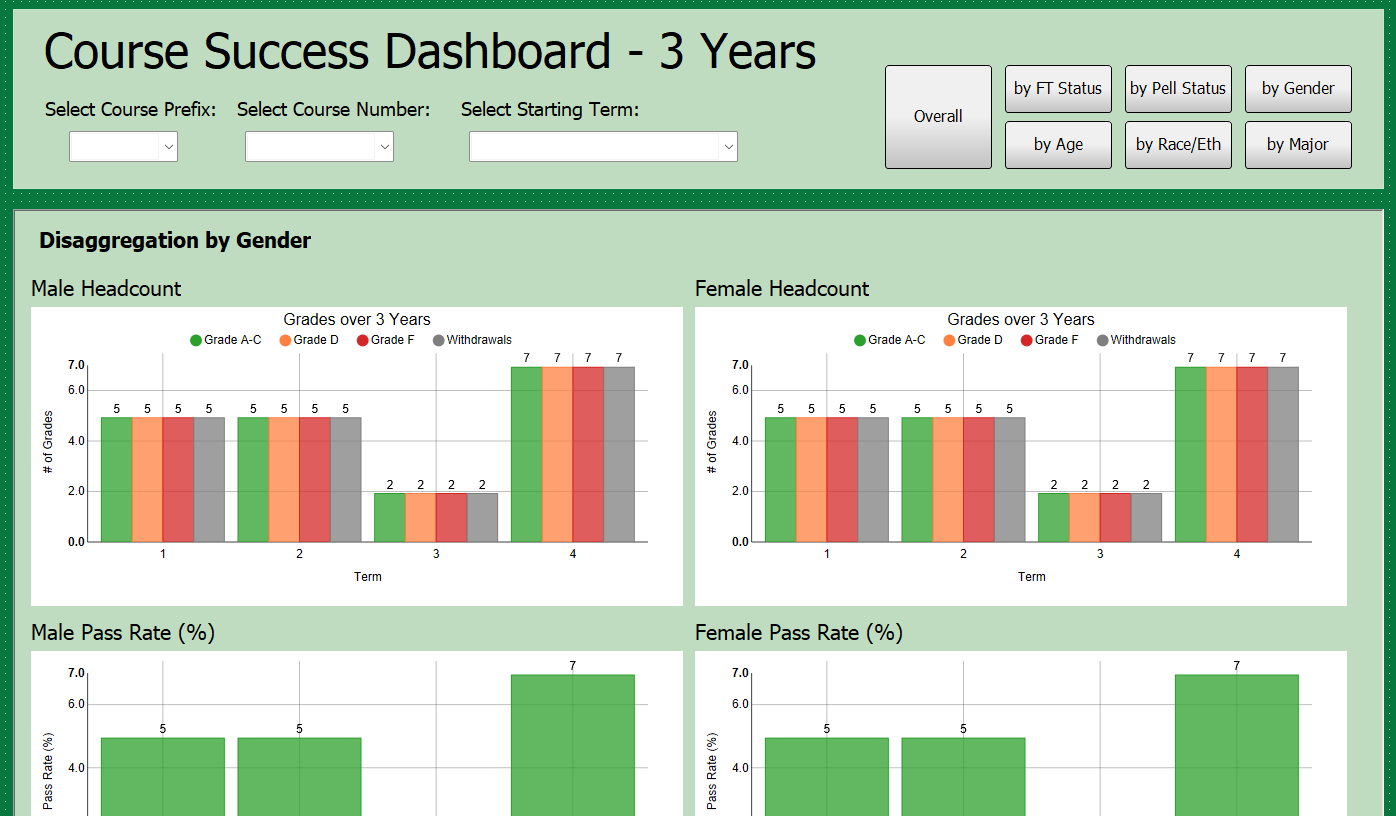 Course Success Dashboard - 3 Years
Select Course Prefix: Select Course Number: Select Starting Term:
Overall
by FT Status by Pell Status by Gender
by Age by Race/Eth by Major
Disaggregation by Gender
Male Headcount
Grades over 3 Years
Grade A-C Grade D Grade F Withdrawals
# of Grades
7.0
6.0
4.0
2.0
0.0
5 5 5 5 5 5 5 5 2 2 2 2 7 7 7 7
1 2 3 4
Term
Female Headcount
Grades over 3 Years
Grade A-C Grade D Grade F Withdrawals
# of Grades
7.0
6.0
4.0
2.0
0.0
5 5 5 5 5 5 5 5 2 2 2 2 7 7 7 7
1 2 3 4
Term
Male Pass Rate (%)
Pass Rate (%)
7.0
6.0
4.0
5 5 7
Female Pass Rate (%)
Pass Rate (%)
7.0
6.0
4.0
5 5 7